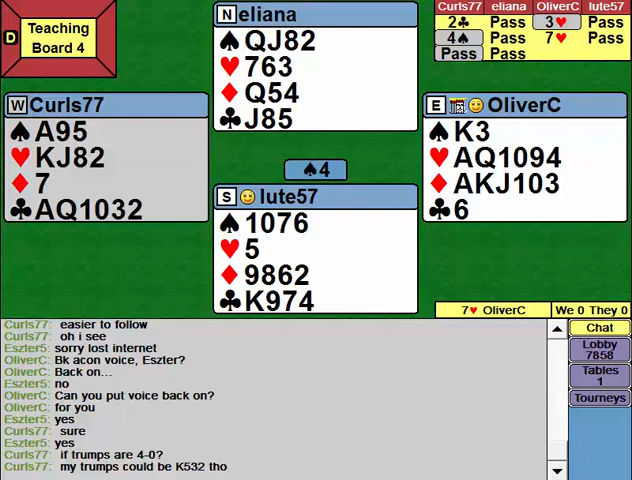 Teaching
Board 4
D
N eliana
♠QJ82
♥763
♦Q54
♣J85
Curls77 eliana OliverC lute57
2♣ Pass 3♥ Pass
4♠ Pass 7♥ Pass
Pass Pass
W Curls77
♠A95
♥KJ82
♦7
♣AQ1032
E OliverC
♠K3
♥AQ1094
♦AKJ103
♣6
♠4
S lute57
♠1076
♥5
♦9862
♣K974
7♥ OliverC We 0 They 0
Curls77: easier to follow
Curls77: oh i see
Eszter5: sorry lost internet
OliverC: Bk acon voice, Eszter?
OliverC: Back on...
Eszter5: no
OliverC: Can you put voice back on?
OliverC: for you
Eszter5: yes
Curls77: sure
Eszter5: yes
Curls77: if trumps are 4-0?
Curls77: my trumps could be K532 tho
Chat
Lobby
7858
Tables
1
Tourneys